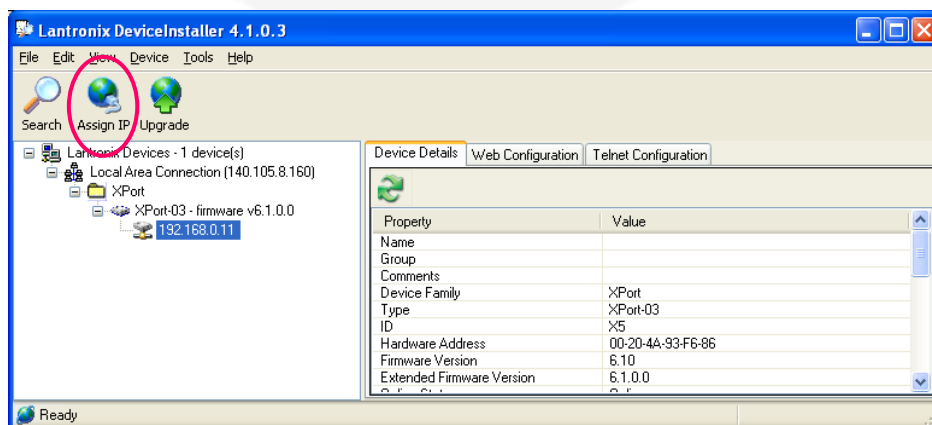 Lantronix DeviceInstaller 4.1.0.3
File Edit View Device Tools Help
Search Assign IP Upgrade
Lantronix Devices - 1 device(s)
Local Area Connection (140.105.8.160)
XPort
XPort-03 - firmware v6.1.0.0
192.168.0.11
Device Details Web Configuration Telnet Configuration
Property Value
Name
Group
Comments
Device Family XPort
Type XPort-03
ID X5
Hardware Address 00-20-4A-93-F6-86
Firmware Version 6.10
Extended Firmware Version 6.1.0.0
Ready